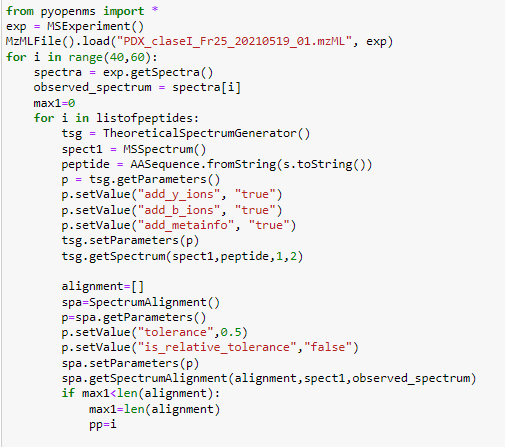 from pyopenms import *
exp = MSExperiment()
MzMLFile().load("PDX_claseI_Fr25_20210519_01.mzML", exp)
for i in range(40,60):
    spectra = exp.getSpectra()
    observed_spectrum = spectra[i]
    max1=0
    for i in listofpeptides:
        tsg = TheoreticalSpectrumGenerator()
        spect1 = MSSpectrum()
        peptide = AASequence.fromString(s.toString())
        p = tsg.getParameters()
        p.setValue("add_y_ions", "true")
        p.setValue("add_b_ions", "true")
        p.setValue("add_metainfo", "true")
        tsg.setParameters(p)
        tsg.getSpectrum(spect1,peptide,1,2)

        alignment=[]
        spa=SpectrumAlignment()
        p=spa.getParameters()
        p.setValue("tolerance",0.5)
        p.setValue("is_relative_tolerance","false")
        spa.setParameters(p)
        spa.getSpectrumAlignment(alignment,spect1,observed_spectrum)
        if max1<len(alignment):
            max1=len(alignment)
            pp=i